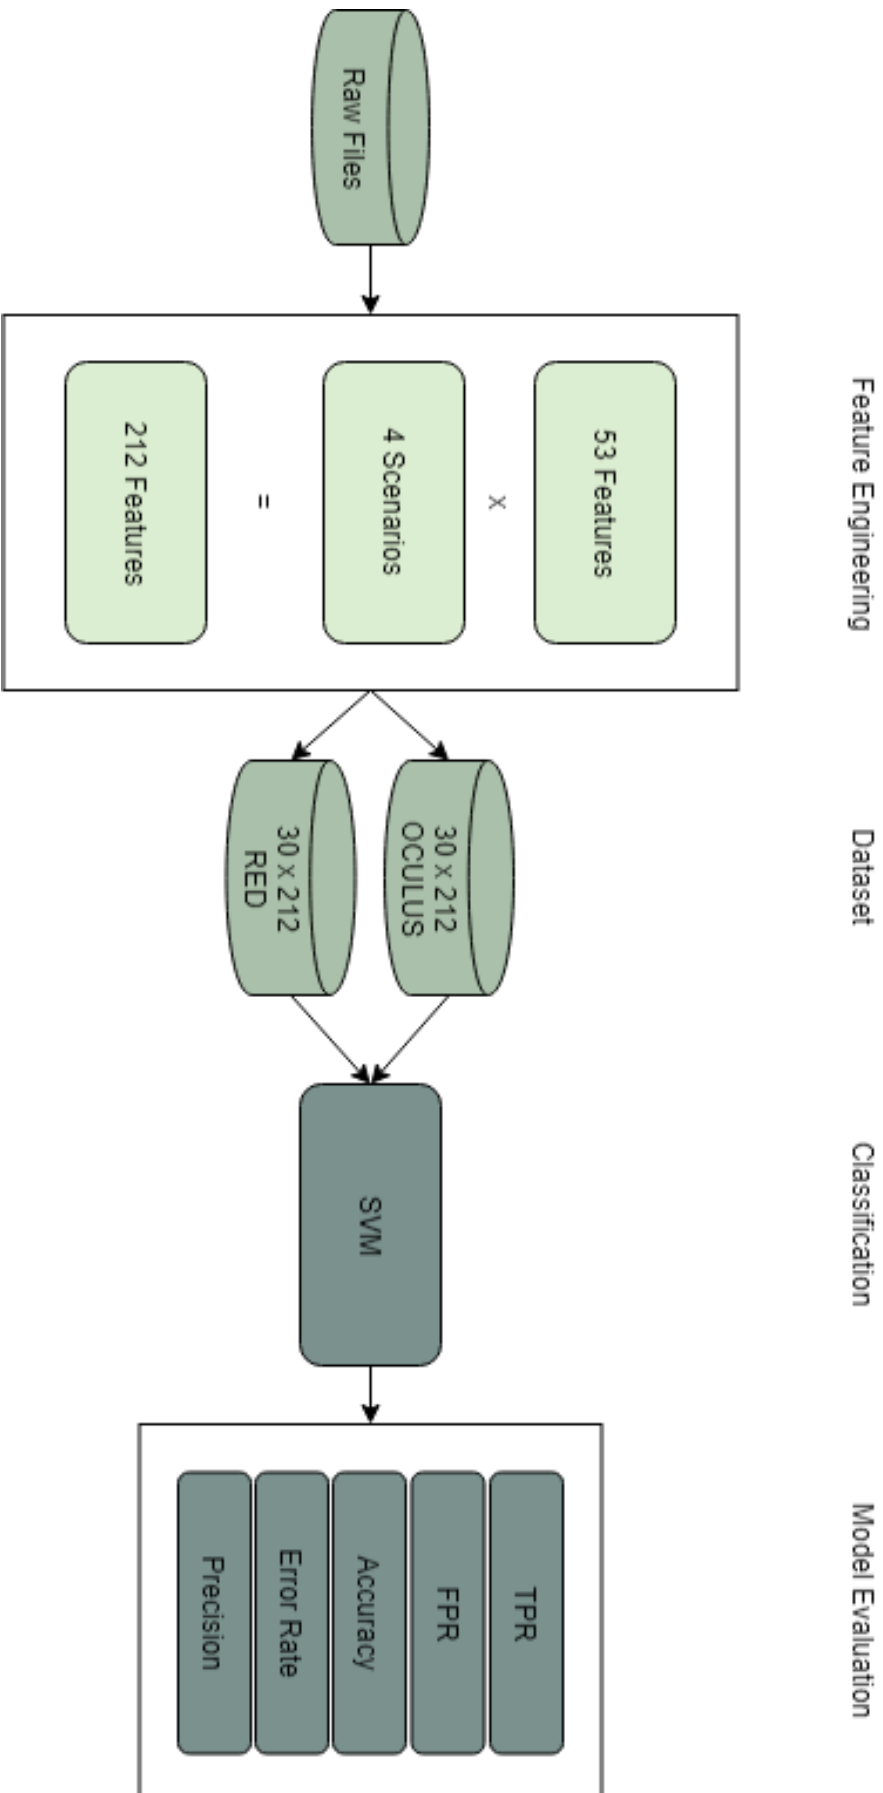 Feature Engineering
Dataset
Classification
Model Evaluation
Raw Files
53 Features
x
4 Scenarios
=
212 Features
30 x 212
OCULUS
30 x 212
RED
SVM
TPR
FPR
Accuracy
Error Rate
Precision